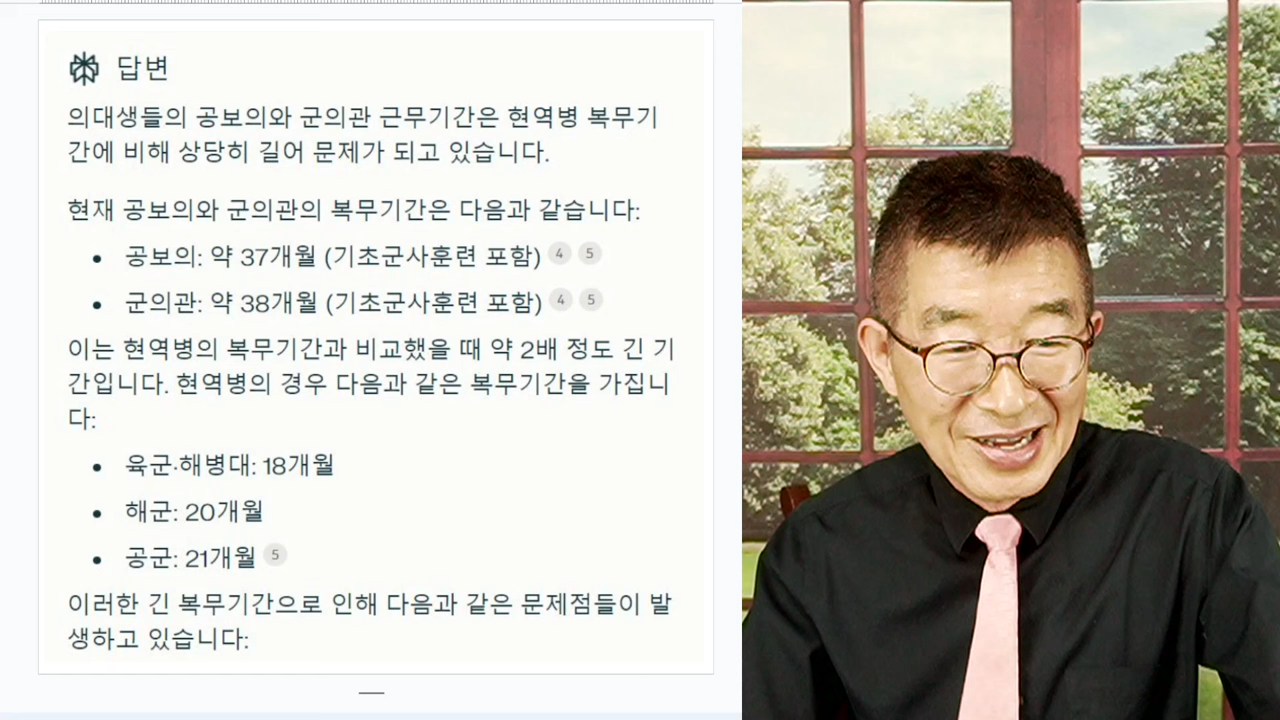 답변
의대생들의 공보의와 군의관 근무기간은 현역병 복무기
간에 비해 상당히 길어 문제가 되고 있습니다.
현재 공보의와 군의관의 복무기간은 다음과 같습니다:
• 공보의: 약 37개월 (기초군사훈련 포함) 4 5
• 군의관: 약 38개월 (기초군사훈련 포함) 4 5
이는 현역병의 복무기간과 비교했을 때 약 2배 정도 긴 기
간입니다. 현역병의 경우 다음과 같은 복무기간을 가집니
다:
• 육군·해병대: 18개월
• 해군: 20개월
• 공군: 21개월 5
이러한 긴 복무기간으로 인해 다음과 같은 문제점들이 발
생하고 있습니다: